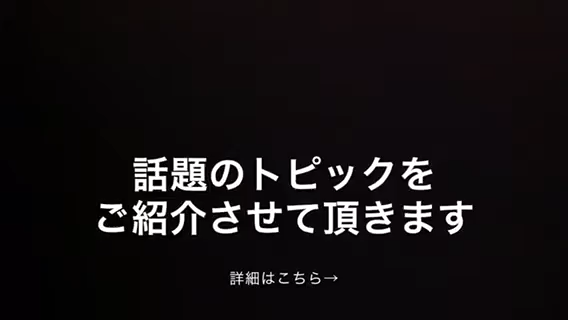 話題のトピックを
ご紹介させて頂きます
詳細はこちら→